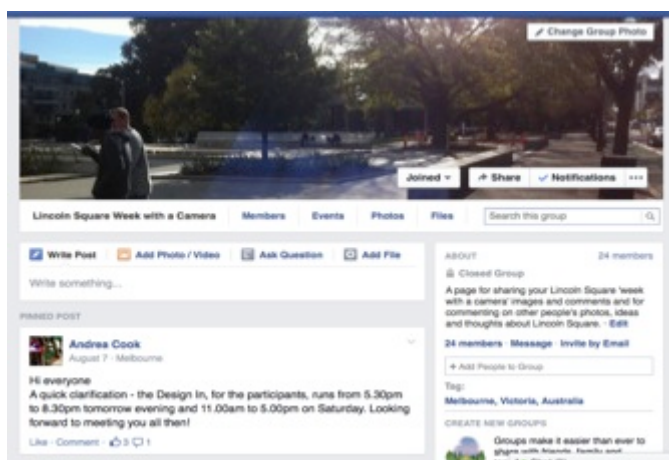 Change Group Photo
Joined
Share
Notifications
Lincoln Square Week with a Camera
Members
Events
Photos
Files
Search this group
Write Post
Add Photo / Video
Ask Question
Add File
Write something...
PINNED POST
Andrea Cook
August 7 · Melbourne
Hi everyone
A quick clarification - the Design In, for the participants, runs from 5.30pm
to 8.30pm tomorrow evening and 11.00am to 5.00pm on Saturday. Looking
forward to meeting you all then!
Like · Comment · 3 1
ABOUT 24 members
Closed Group
A page for sharing your Lincoln Square 'week
with a camera' images and comments and for
commenting on other people's photos, ideas
and thoughts about Lincoln Square. · Edit
24 members · Message · Invite by Email
+ Add People to Group
Tag:
Melbourne, Victoria, Australia
CREATE NEW GROUPS
Groups make it easier than ever to
share with friends, family and